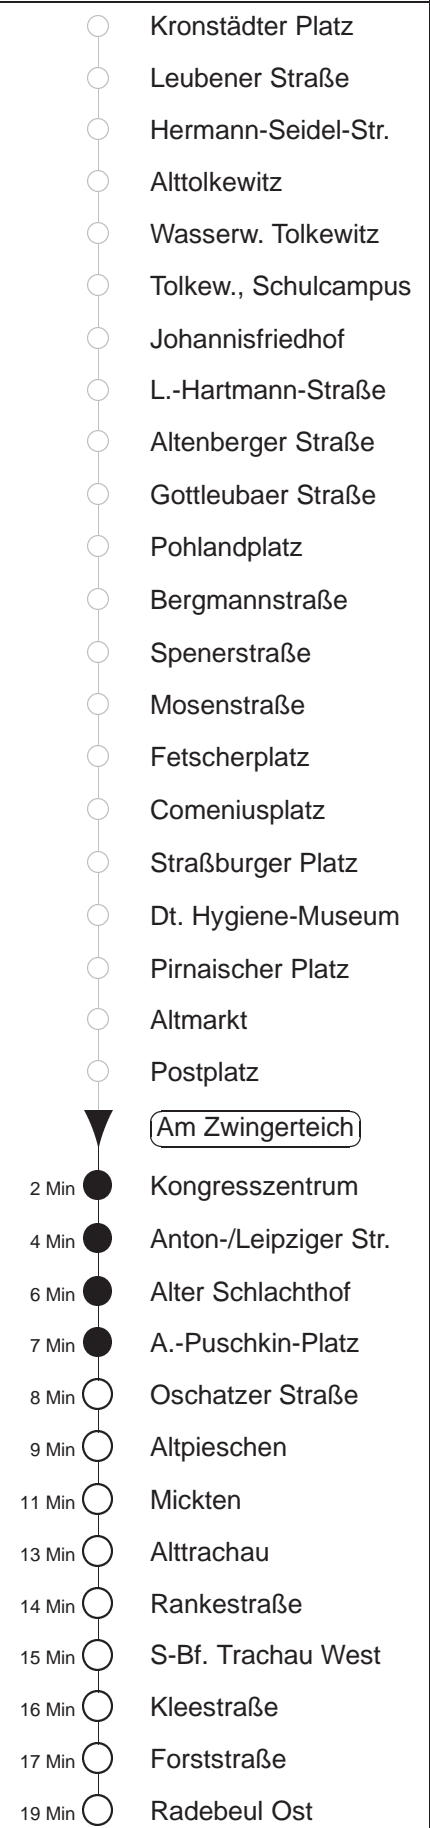 Kronstädter Platz
Leubener Straße
Hermann-Seidel-Str.
Alttolkewitz
Wasserw. Tolkewitz
Tolkew., Schulcampus
Johannisfriedhof
L.-Hartmann-Straße
Altenberger Straße
Gottleubaer Straße
Pohlandplatz
Bergmannstraße
Spenerstraße
Mosenstraße
Fetscherplatz
Comeniusplatz
Straßburger Platz
Dt. Hygiene-Museum
Pirnaischer Platz
Altmarkt
Postplatz
Am Zwingerteich
2 Min Kongresszentrum
4 Min Anton-/Leipziger Str.
6 Min Alter Schlachthof
7 Min A.-Puschkin-Platz
8 Min Oschatzer Straße
9 Min Altpieschen
11 Min Mickten
13 Min Alttrachau
14 Min Rankestraße
15 Min S-Bf. Trachau West
16 Min Kleestraße
17 Min Forststraße
19 Min Radebeul Ost